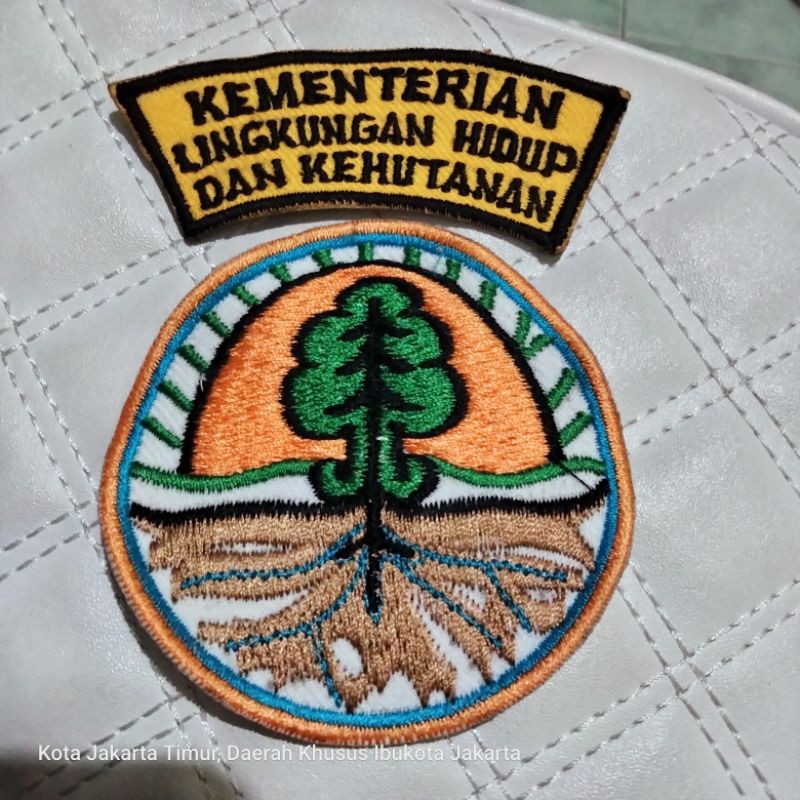 KEMENTERIAN
LINGKUNGAN HIDUP
DAN KEHUTANAN
Kota Jakarta Timur, Daerah Khusus Ibukota Jakarta